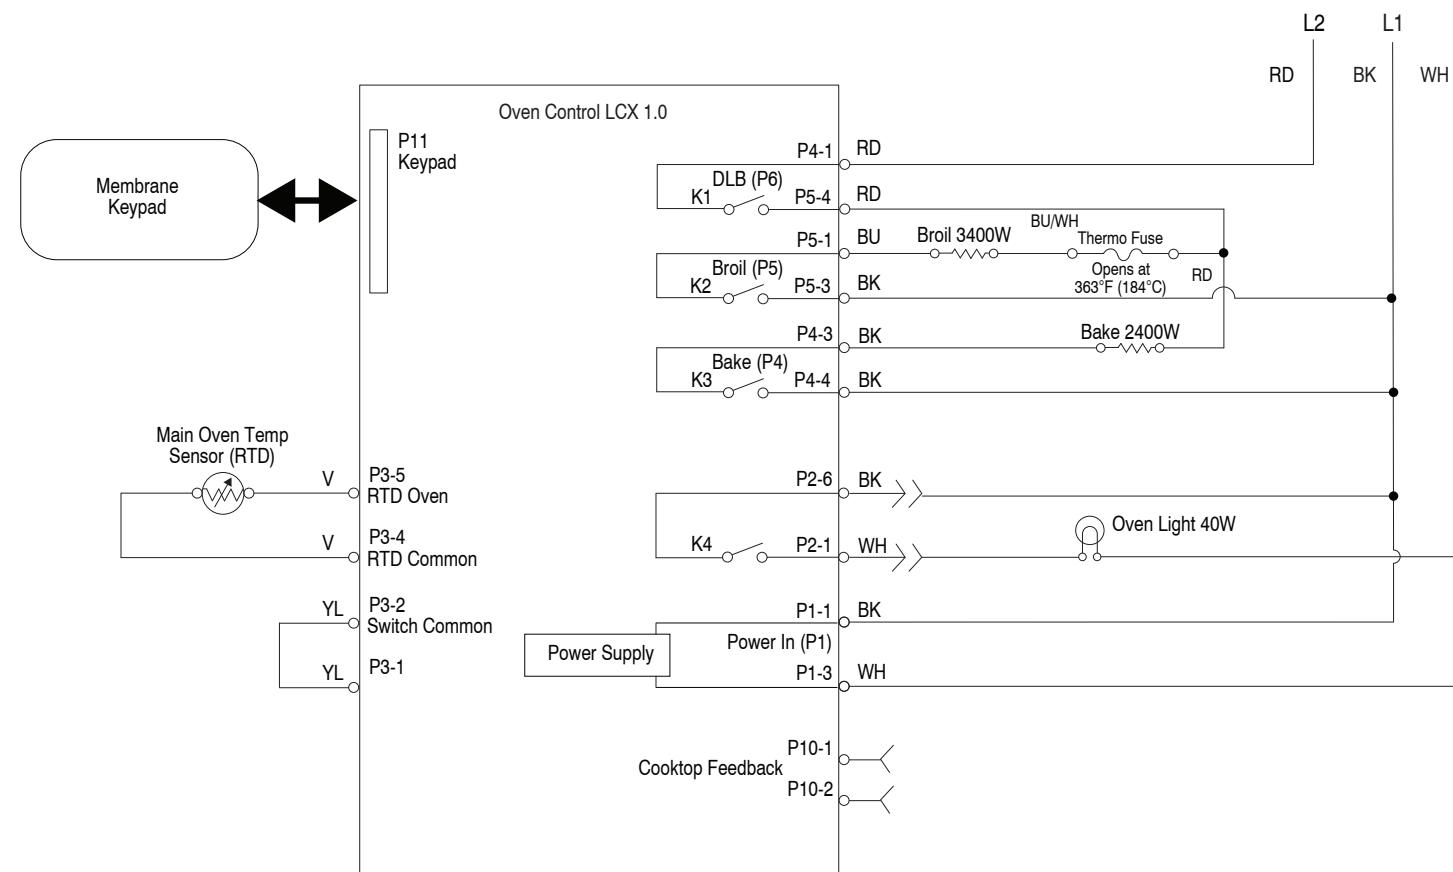 L2 L1
RD BK WH
Oven Control LCX 1.0
P11
Keypad
Membrane
Keypad
P4-1 RD
DLB (P6)
K1 P5-4 RD
BU/WH
P5-1 BU Broil 3400W Thermo Fuse
Broil (P5) Opens at RD
K2 P5-3 BK 363°F (184°C)
P4-3 BK Bake 2400W
Bake (P4)
K3 P4-4 BK
Main Oven Temp
Sensor (RTD)
V P3-5
RTD Oven
P2-6 BK
Oven Light 40W
V P3-4
RTD Common
K4 P2-1 WH
YL P3-2
Switch Common
P1-1 BK
Power Supply Power In (P1)
YL P3-1
P1-3 WH
P10-1
Cooktop Feedback
P10-2